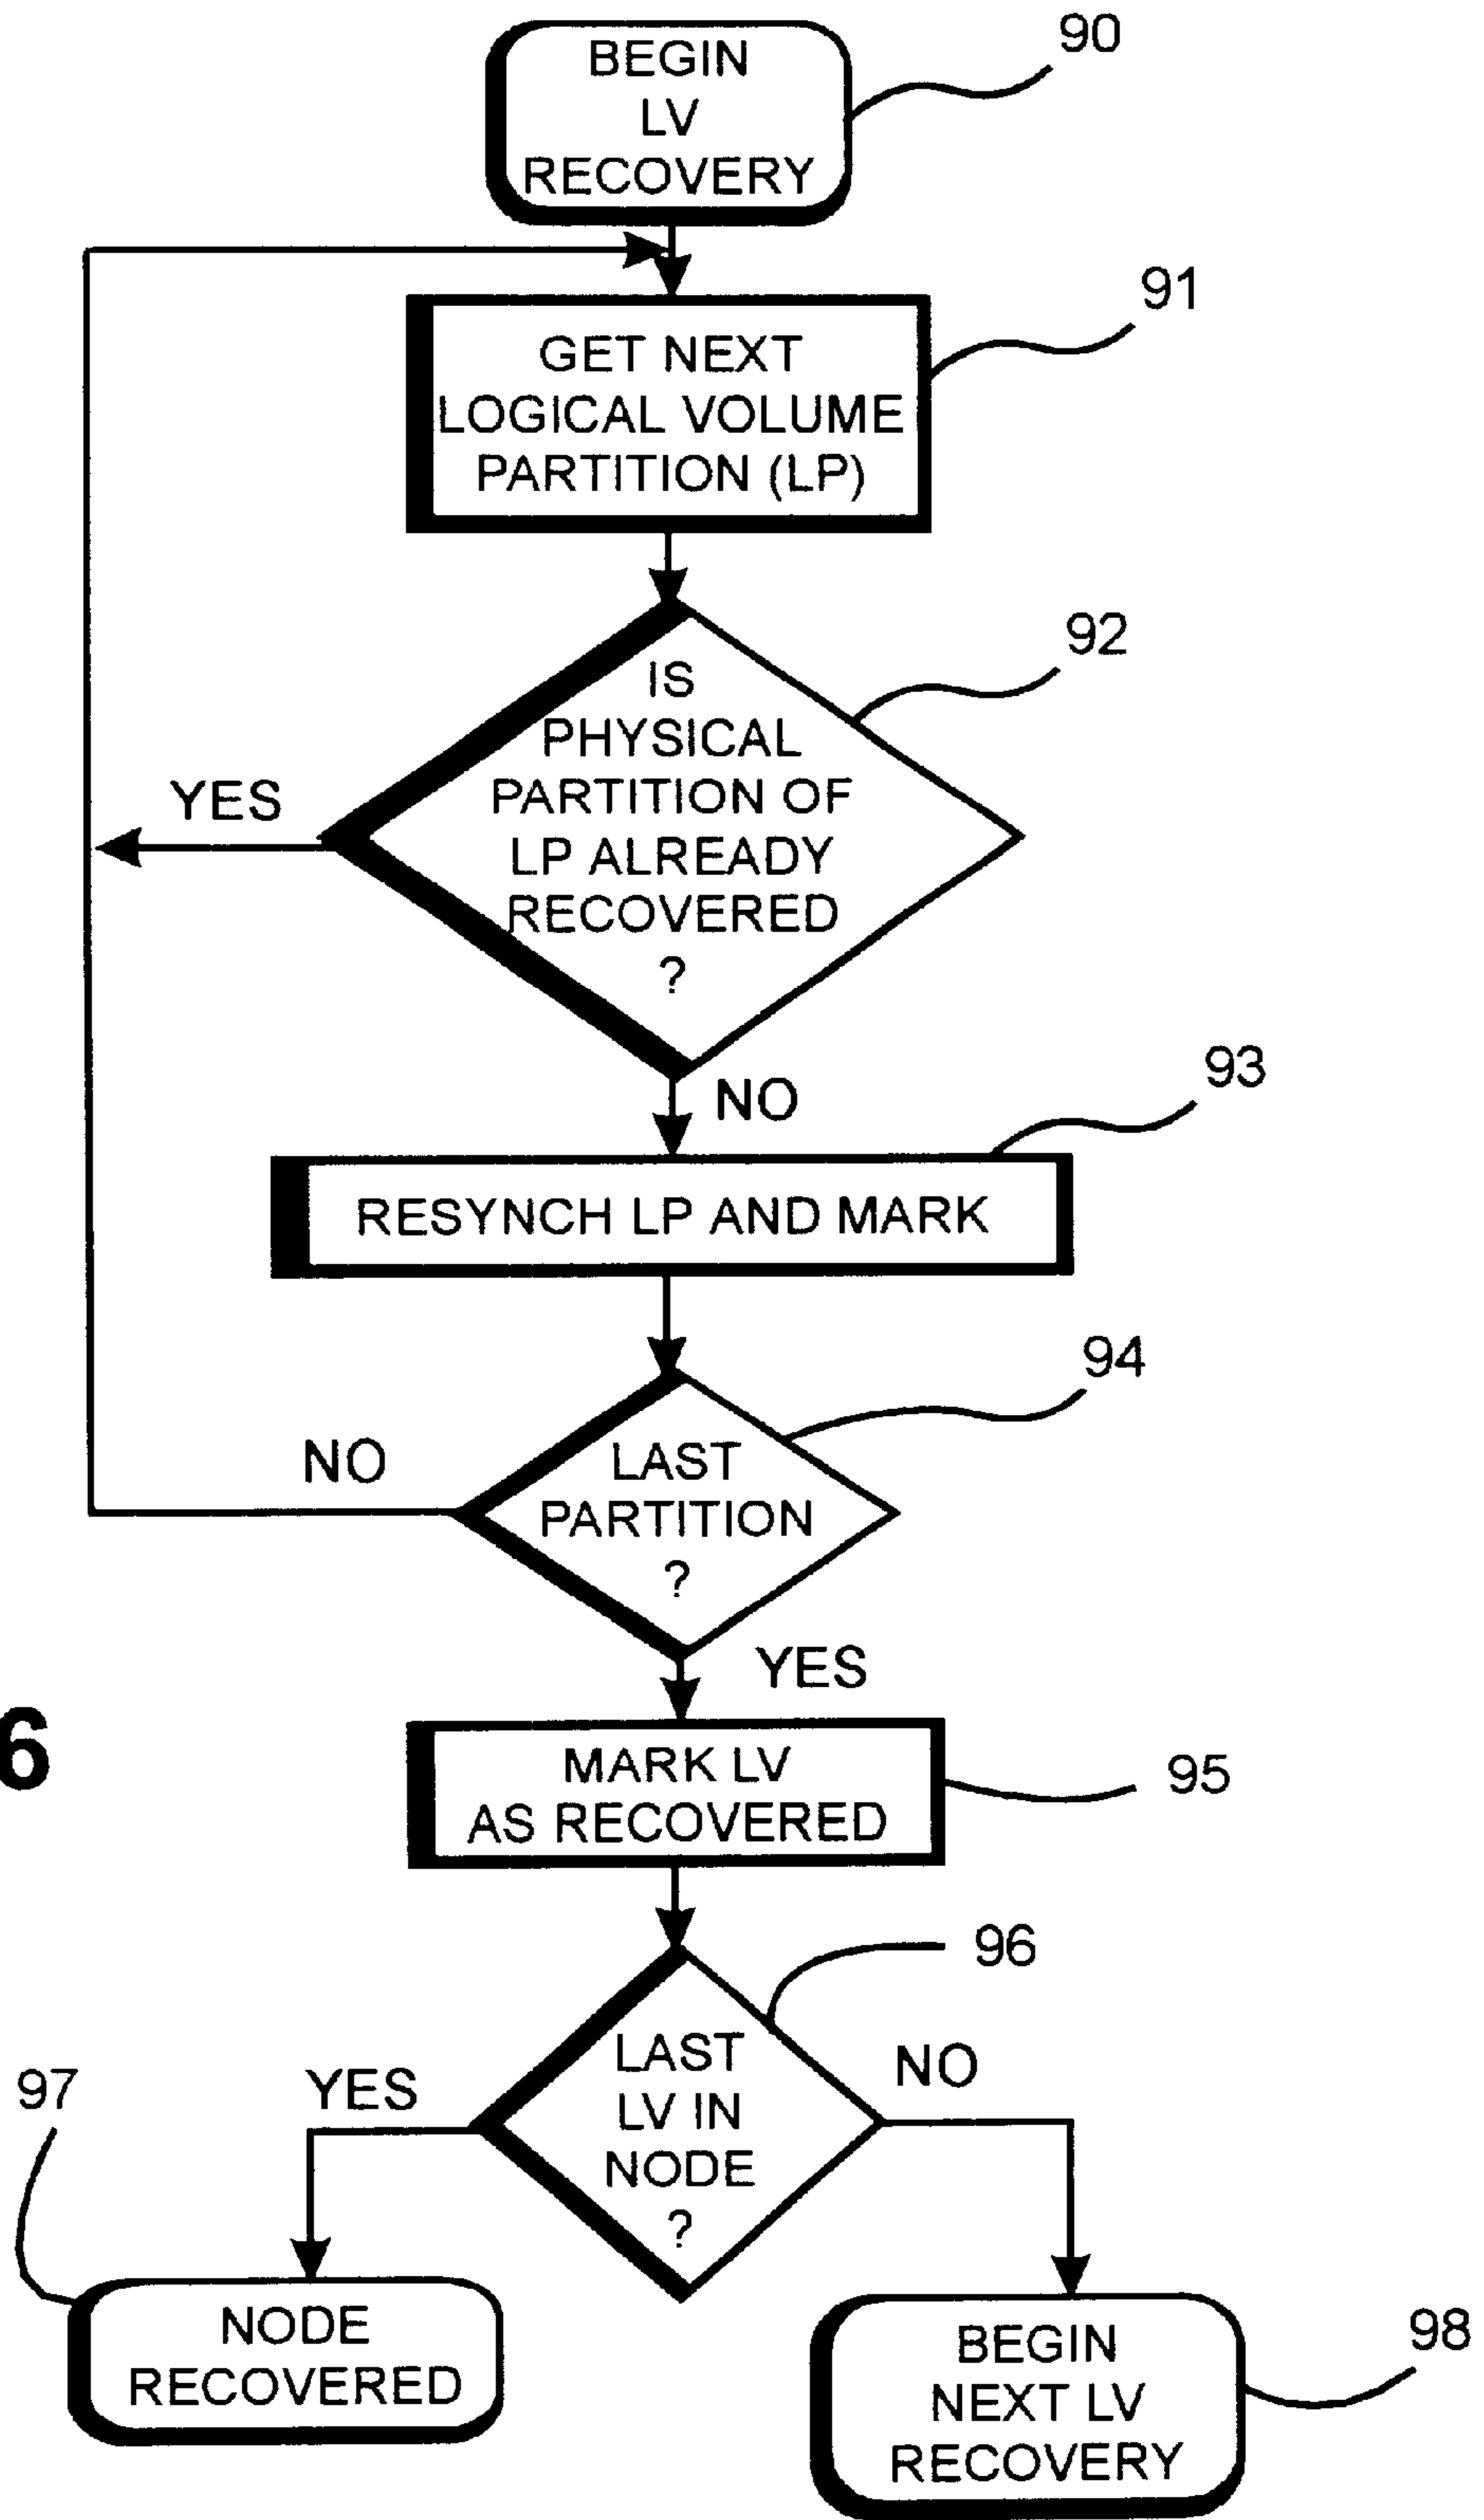 BEGIN
LV
RECOVERY
90
GET NEXT
LOGICAL VOLUME
PARTITION (LP)
91
IS
PHYSICAL
PARTITION OF
LP ALREADY
RECOVERED
?
92
YES
NO
93
RESYNCH LP AND MARK
94
LAST
PARTITION
?
NO
YES
6
MARK LV
AS RECOVERED
95
96
LAST
LV IN
NODE
?
YES
NO
97
NODE
RECOVERED
BEGIN
NEXT LV
RECOVERY
98